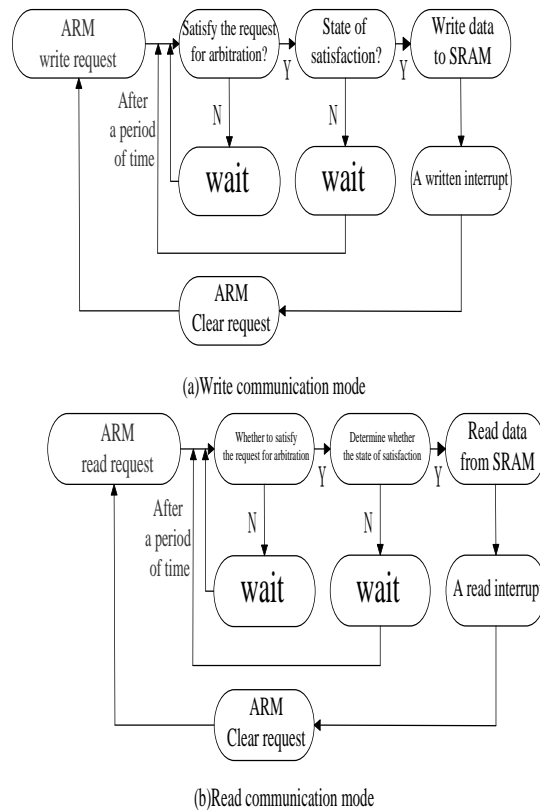 ARM
write request
Satisfy the request
for arbitration?
Y
State of
satisfaction?
Y
Write data
to SRAM
After
a period
of time
N
N
wait
wait
A written interrupt
ARM
Clear request
(a)Write communication mode
ARM
read request
Whether to satisfy
the request for arbitration
Y
Determine whether
the state of satisfaction
Y
Read data
from SRAM
After
a period
of time
N
N
wait
wait
A read interrupt
ARM
Clear request
(b)Read communication mode